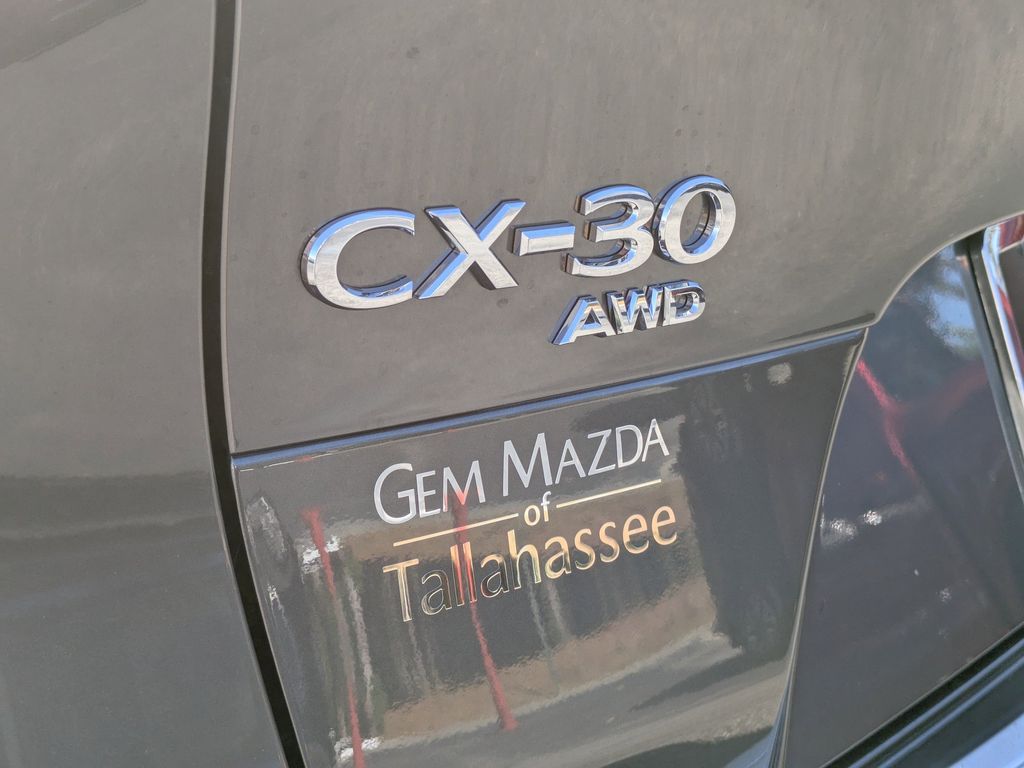 CX-30
AWD
GEM MAZDA
of
Tallahassee